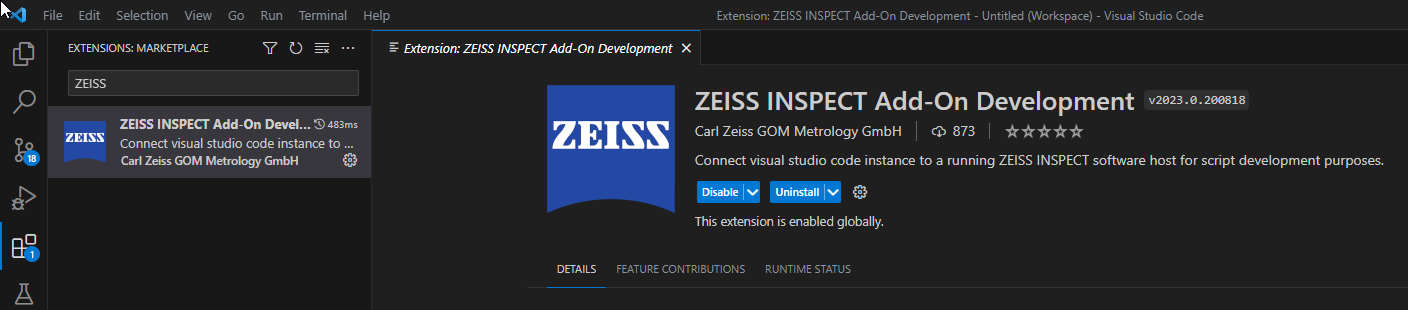 File Edit Selection View Go Run Terminal Help Extension: ZEISS INSPECT Add-On Development - Untitled (Workspace) - Visual Studio Code
EXTENSIONS: MARKETPLACE
ZEISS
ZEISS
ZEISS INSPECT Add-On Devel... 483ms
Connect visual studio code instance to ...
Carl Zeiss GOM Metrology GmbH
18
1
Extension: ZEISS INSPECT Add-On Development
ZEISS
ZEISS INSPECT Add-On Development v2023.0.200818
Carl Zeiss GOM Metrology GmbH 873
Connect visual studio code instance to a running ZEISS INSPECT software host for script development purposes.
Disable Uninstall
This extension is enabled globally.
DETAILS FEATURE CONTRIBUTIONS RUNTIME STATUS